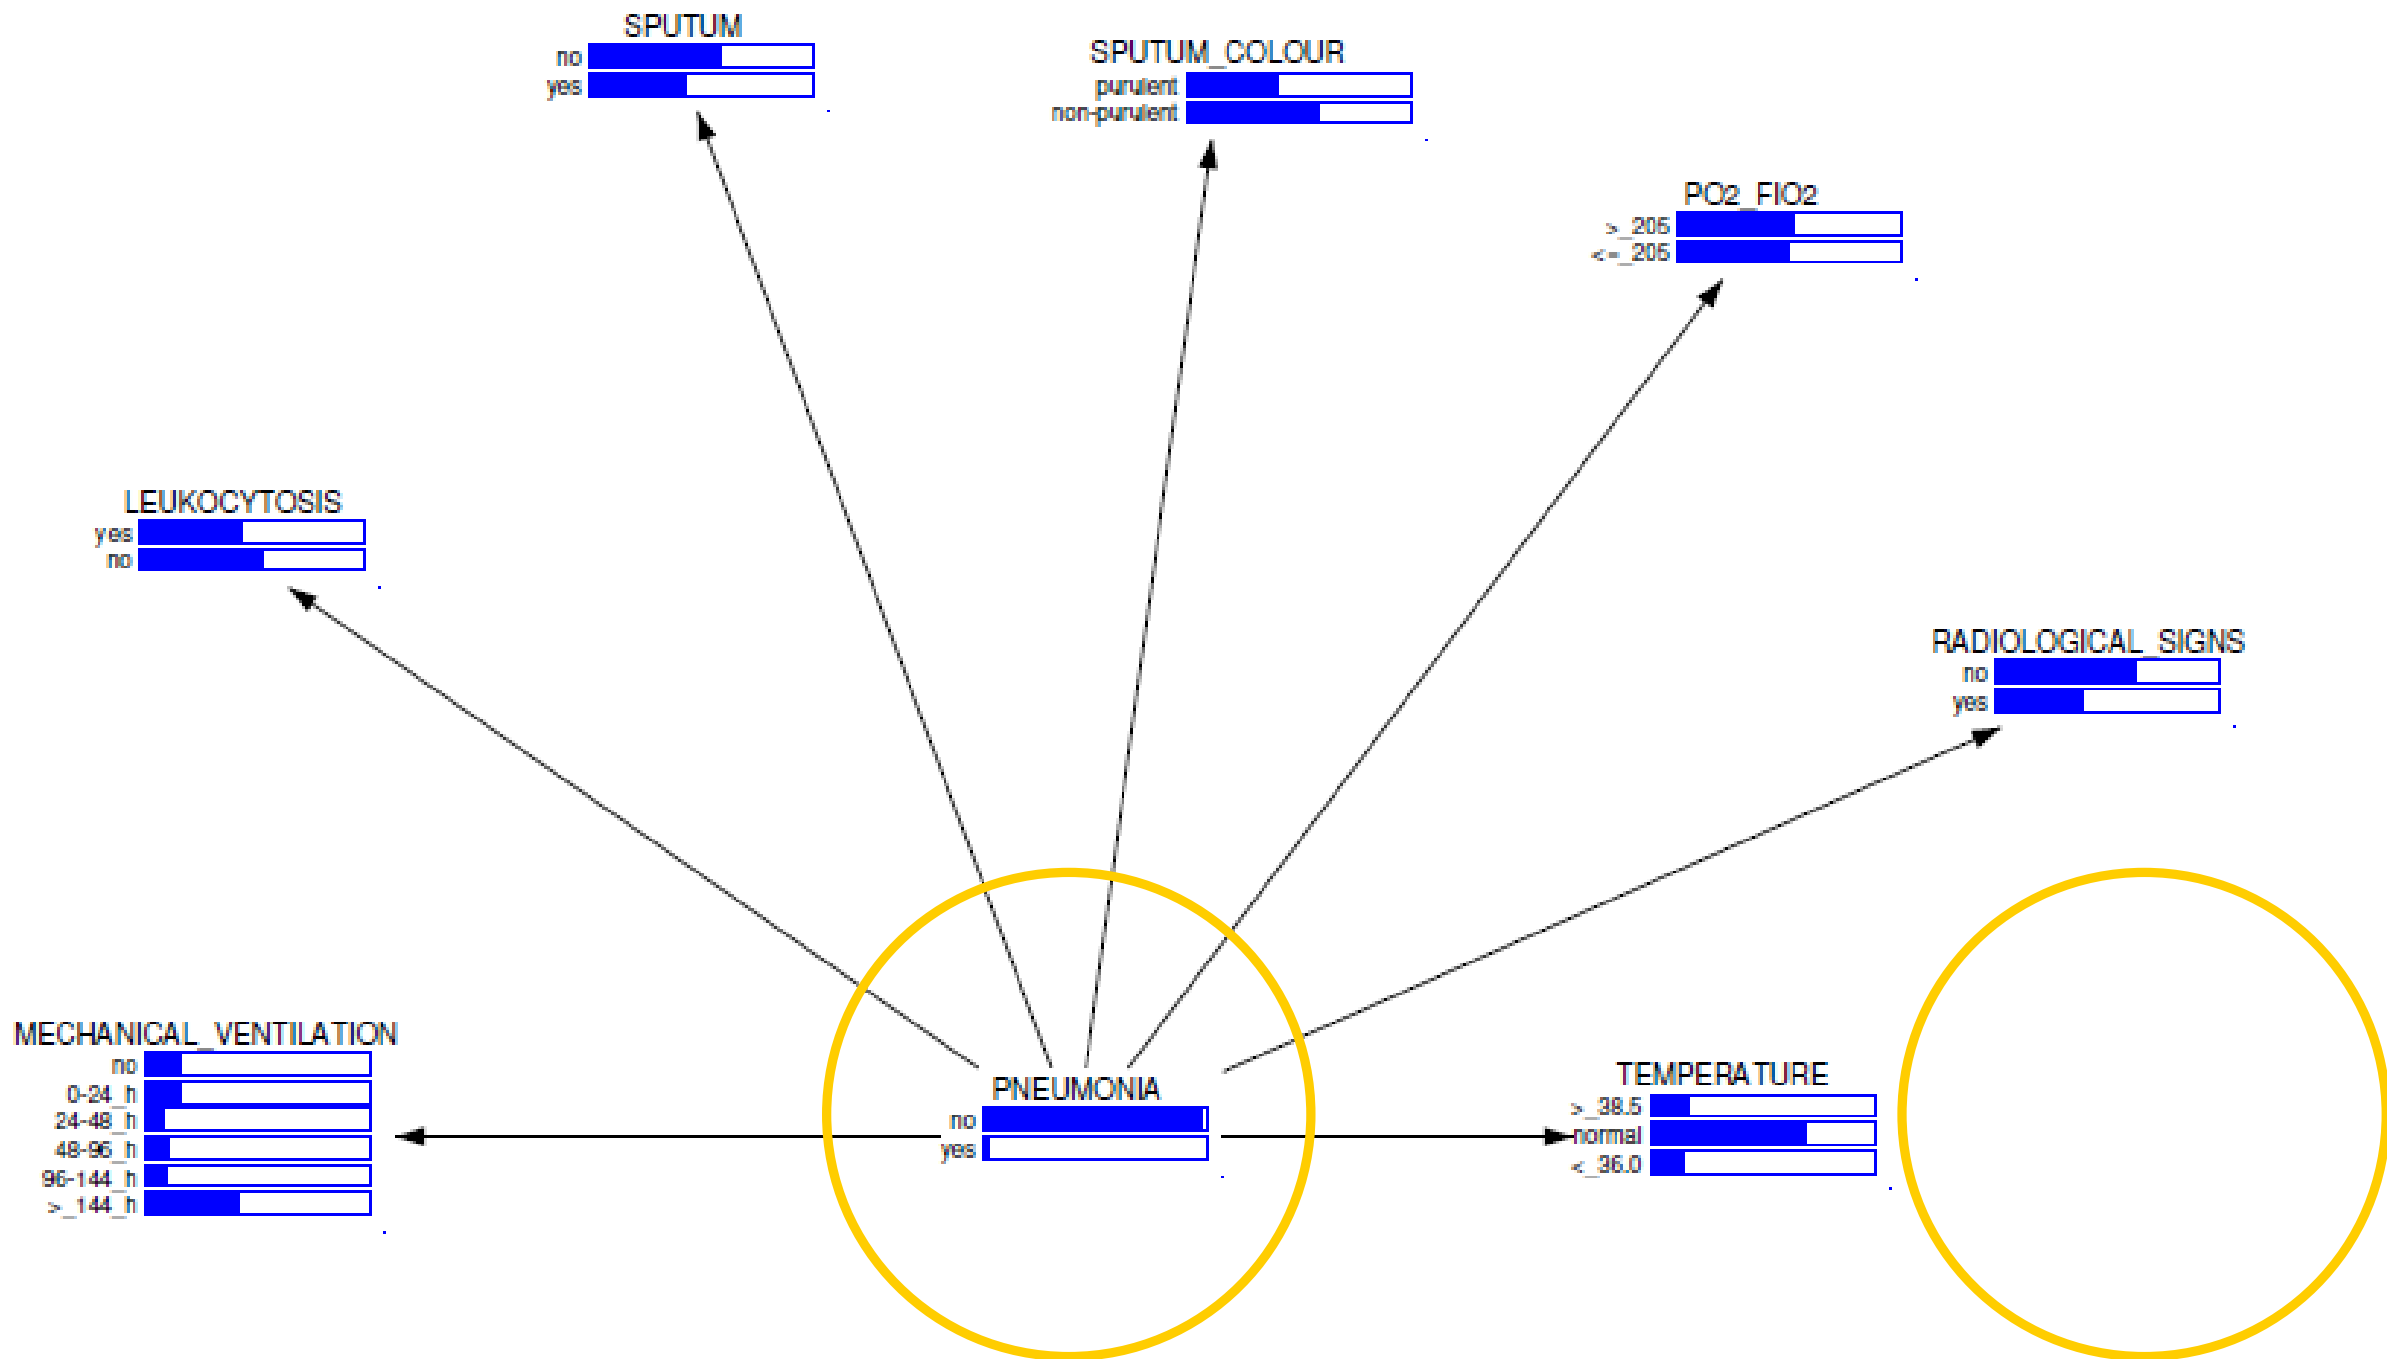 SPUTUM
no
yes
SPUTUM_COLOUR
purulent
non-purulent
PO2_FIO2
>_205
<=_205
LEUKOCYTOSIS
yes
no
RADIOLOGICAL_SIGNS
no
yes
MECHANICAL_VENTILATION
no
0-24_h
24-48_h
48-96_h
96-144_h
>_144_h
PNEUMONIA
no
yes
TEMPERATURE
>_38.5
normal
<_36.0